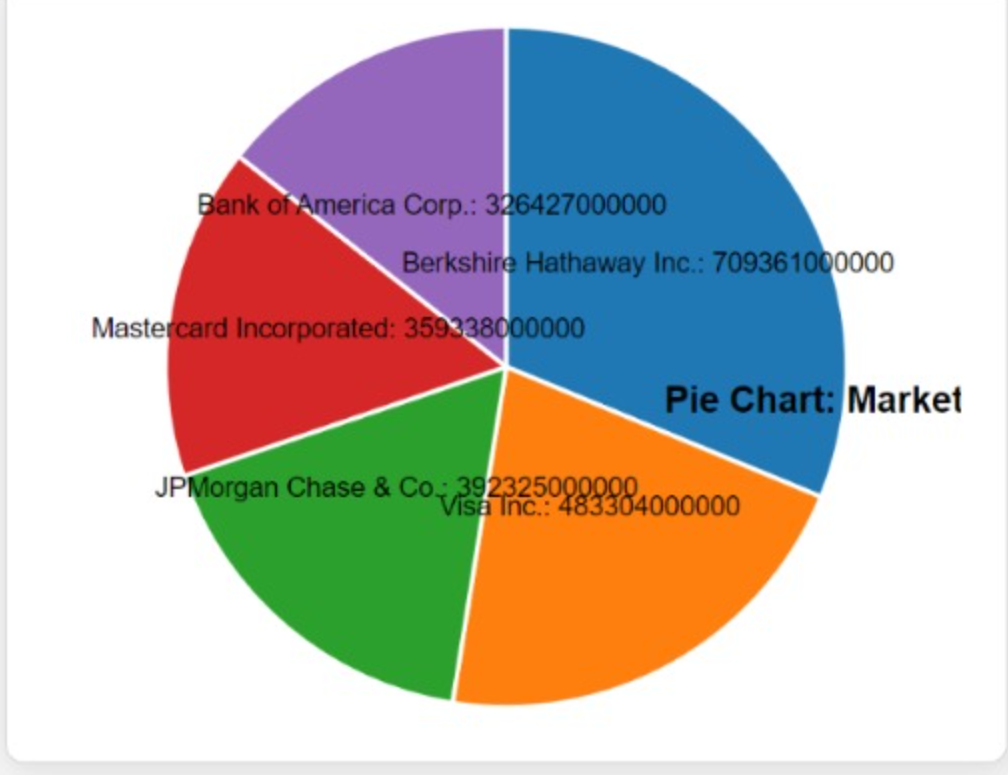 Bank of America Corp.: 326427000000
Berkshire Hathaway Inc.: 709361000000
Mastercard Incorporated: 359338000000
Pie Chart: Market
JPMorgan Chase & Co.: 392325000000
Visa Inc.: 483304000000